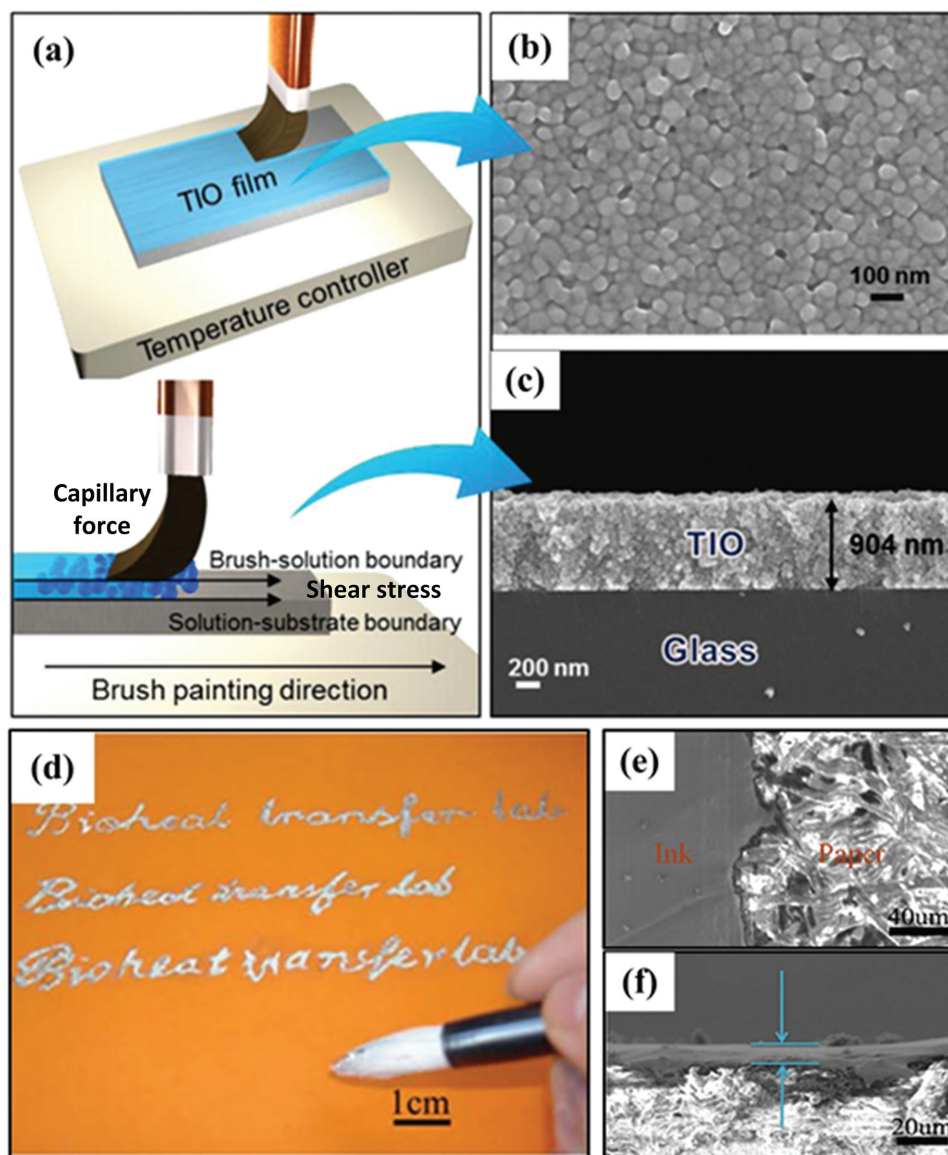 (a)
TIO film
Temperature controller
Capillary
force
Brush-solution boundary
Shear stress
Solution-substrate boundary
Brush painting direction
(b)
100 nm
(c)
TIO
904 nm
Glass
200 nm
(d)
Bioheat transfer lab
Bioheat transfer lab
Bioheat transfer lab
1cm
(e)
Ink
Paper
40um
(f)
20um